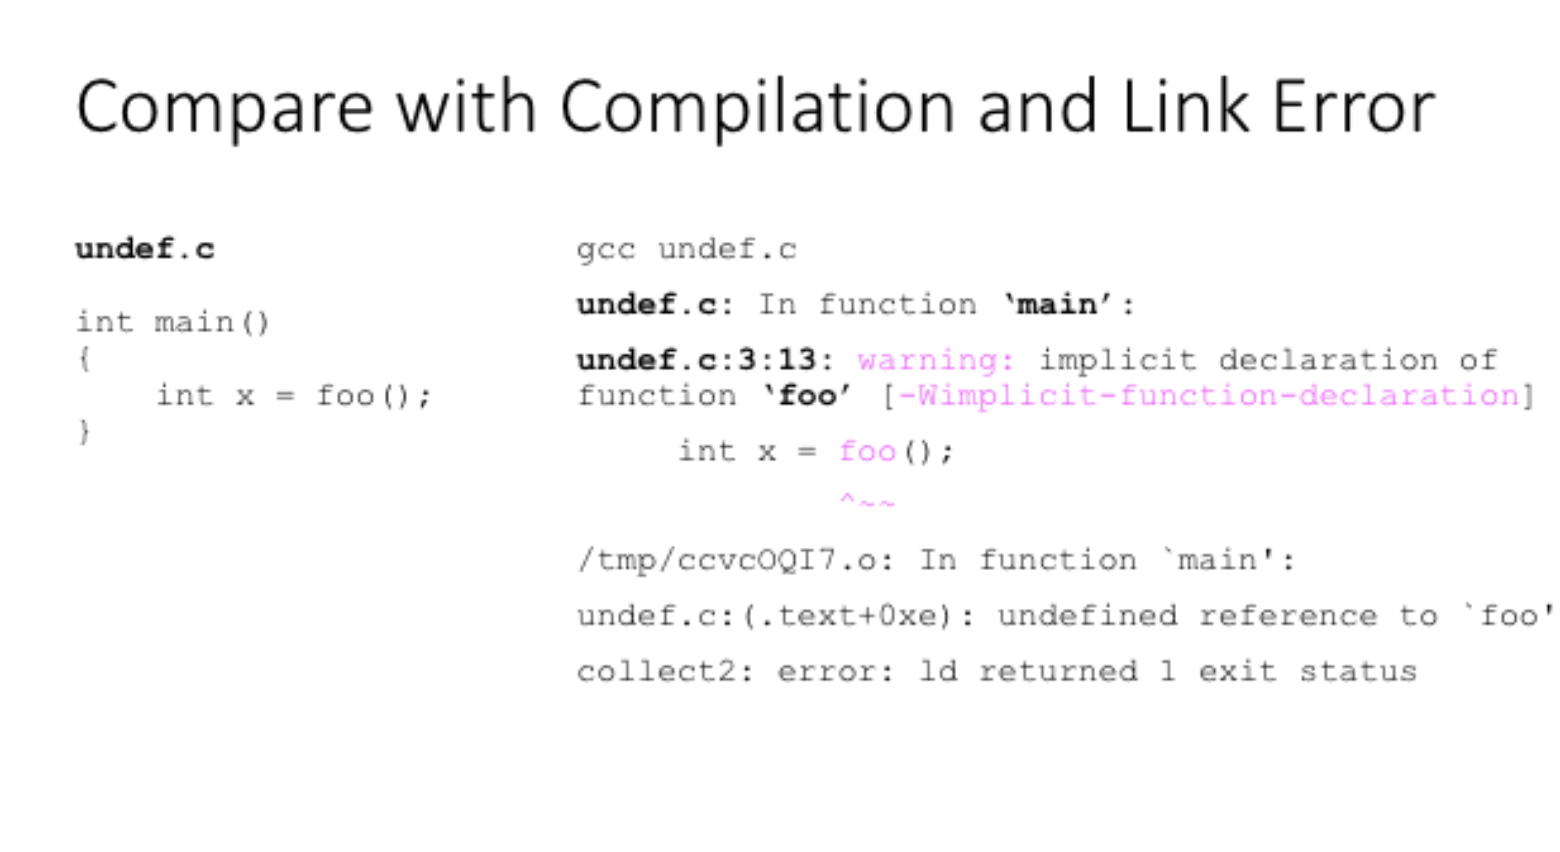 Compare with Compilation and Link Error
undef.c
int main()
{
    int x = foo();
}
gcc undef.c
undef.c: In function ‘main’:
undef.c:3:13: warning: implicit declaration of
function ‘foo’ [-Wimplicit-function-declaration]
     int x = foo();
             ^~~
/tmp/ccvcOQI7.o: In function `main':
undef.c:(.text+0xe): undefined reference to `foo'
collect2: error: ld returned 1 exit status